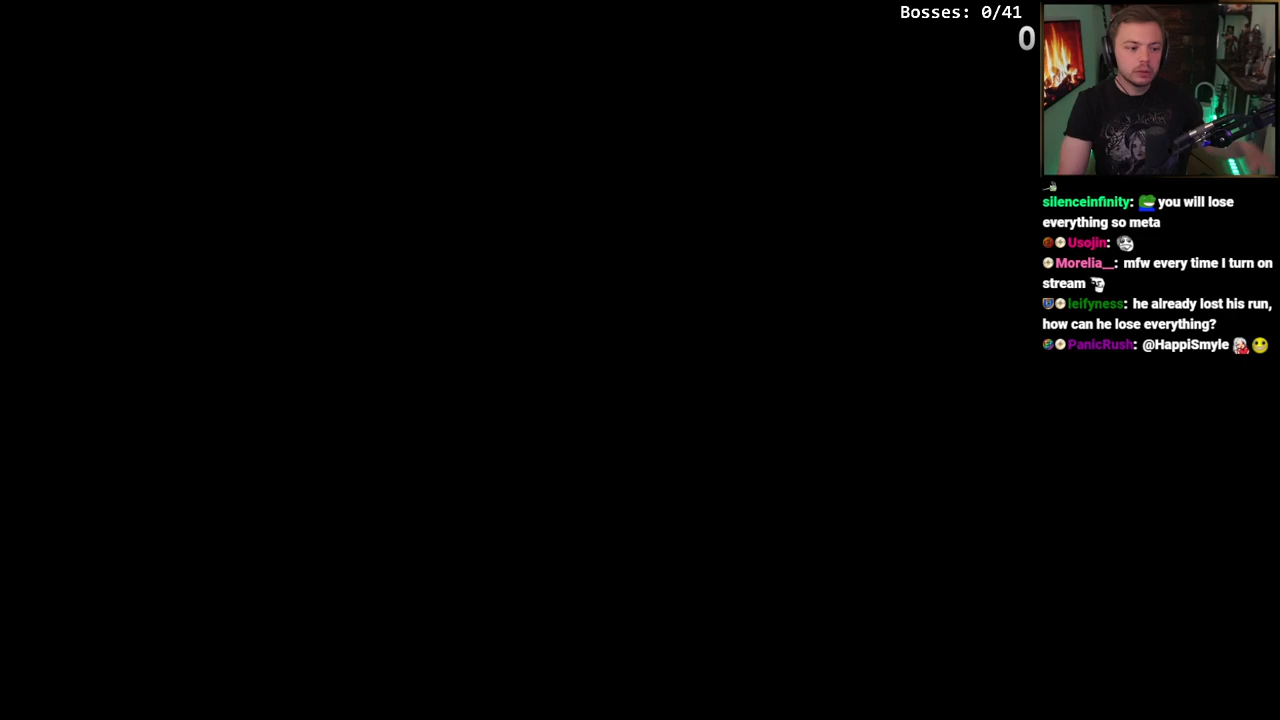 Bosses: 0/41
0
silenceinfinity: you will lose
everything so meta
Usojin:
Morelia__: mfw every time I turn on
stream
leifyness: he already lost his run,
how can he lose everything?
PanicRush: @HappiSmyle